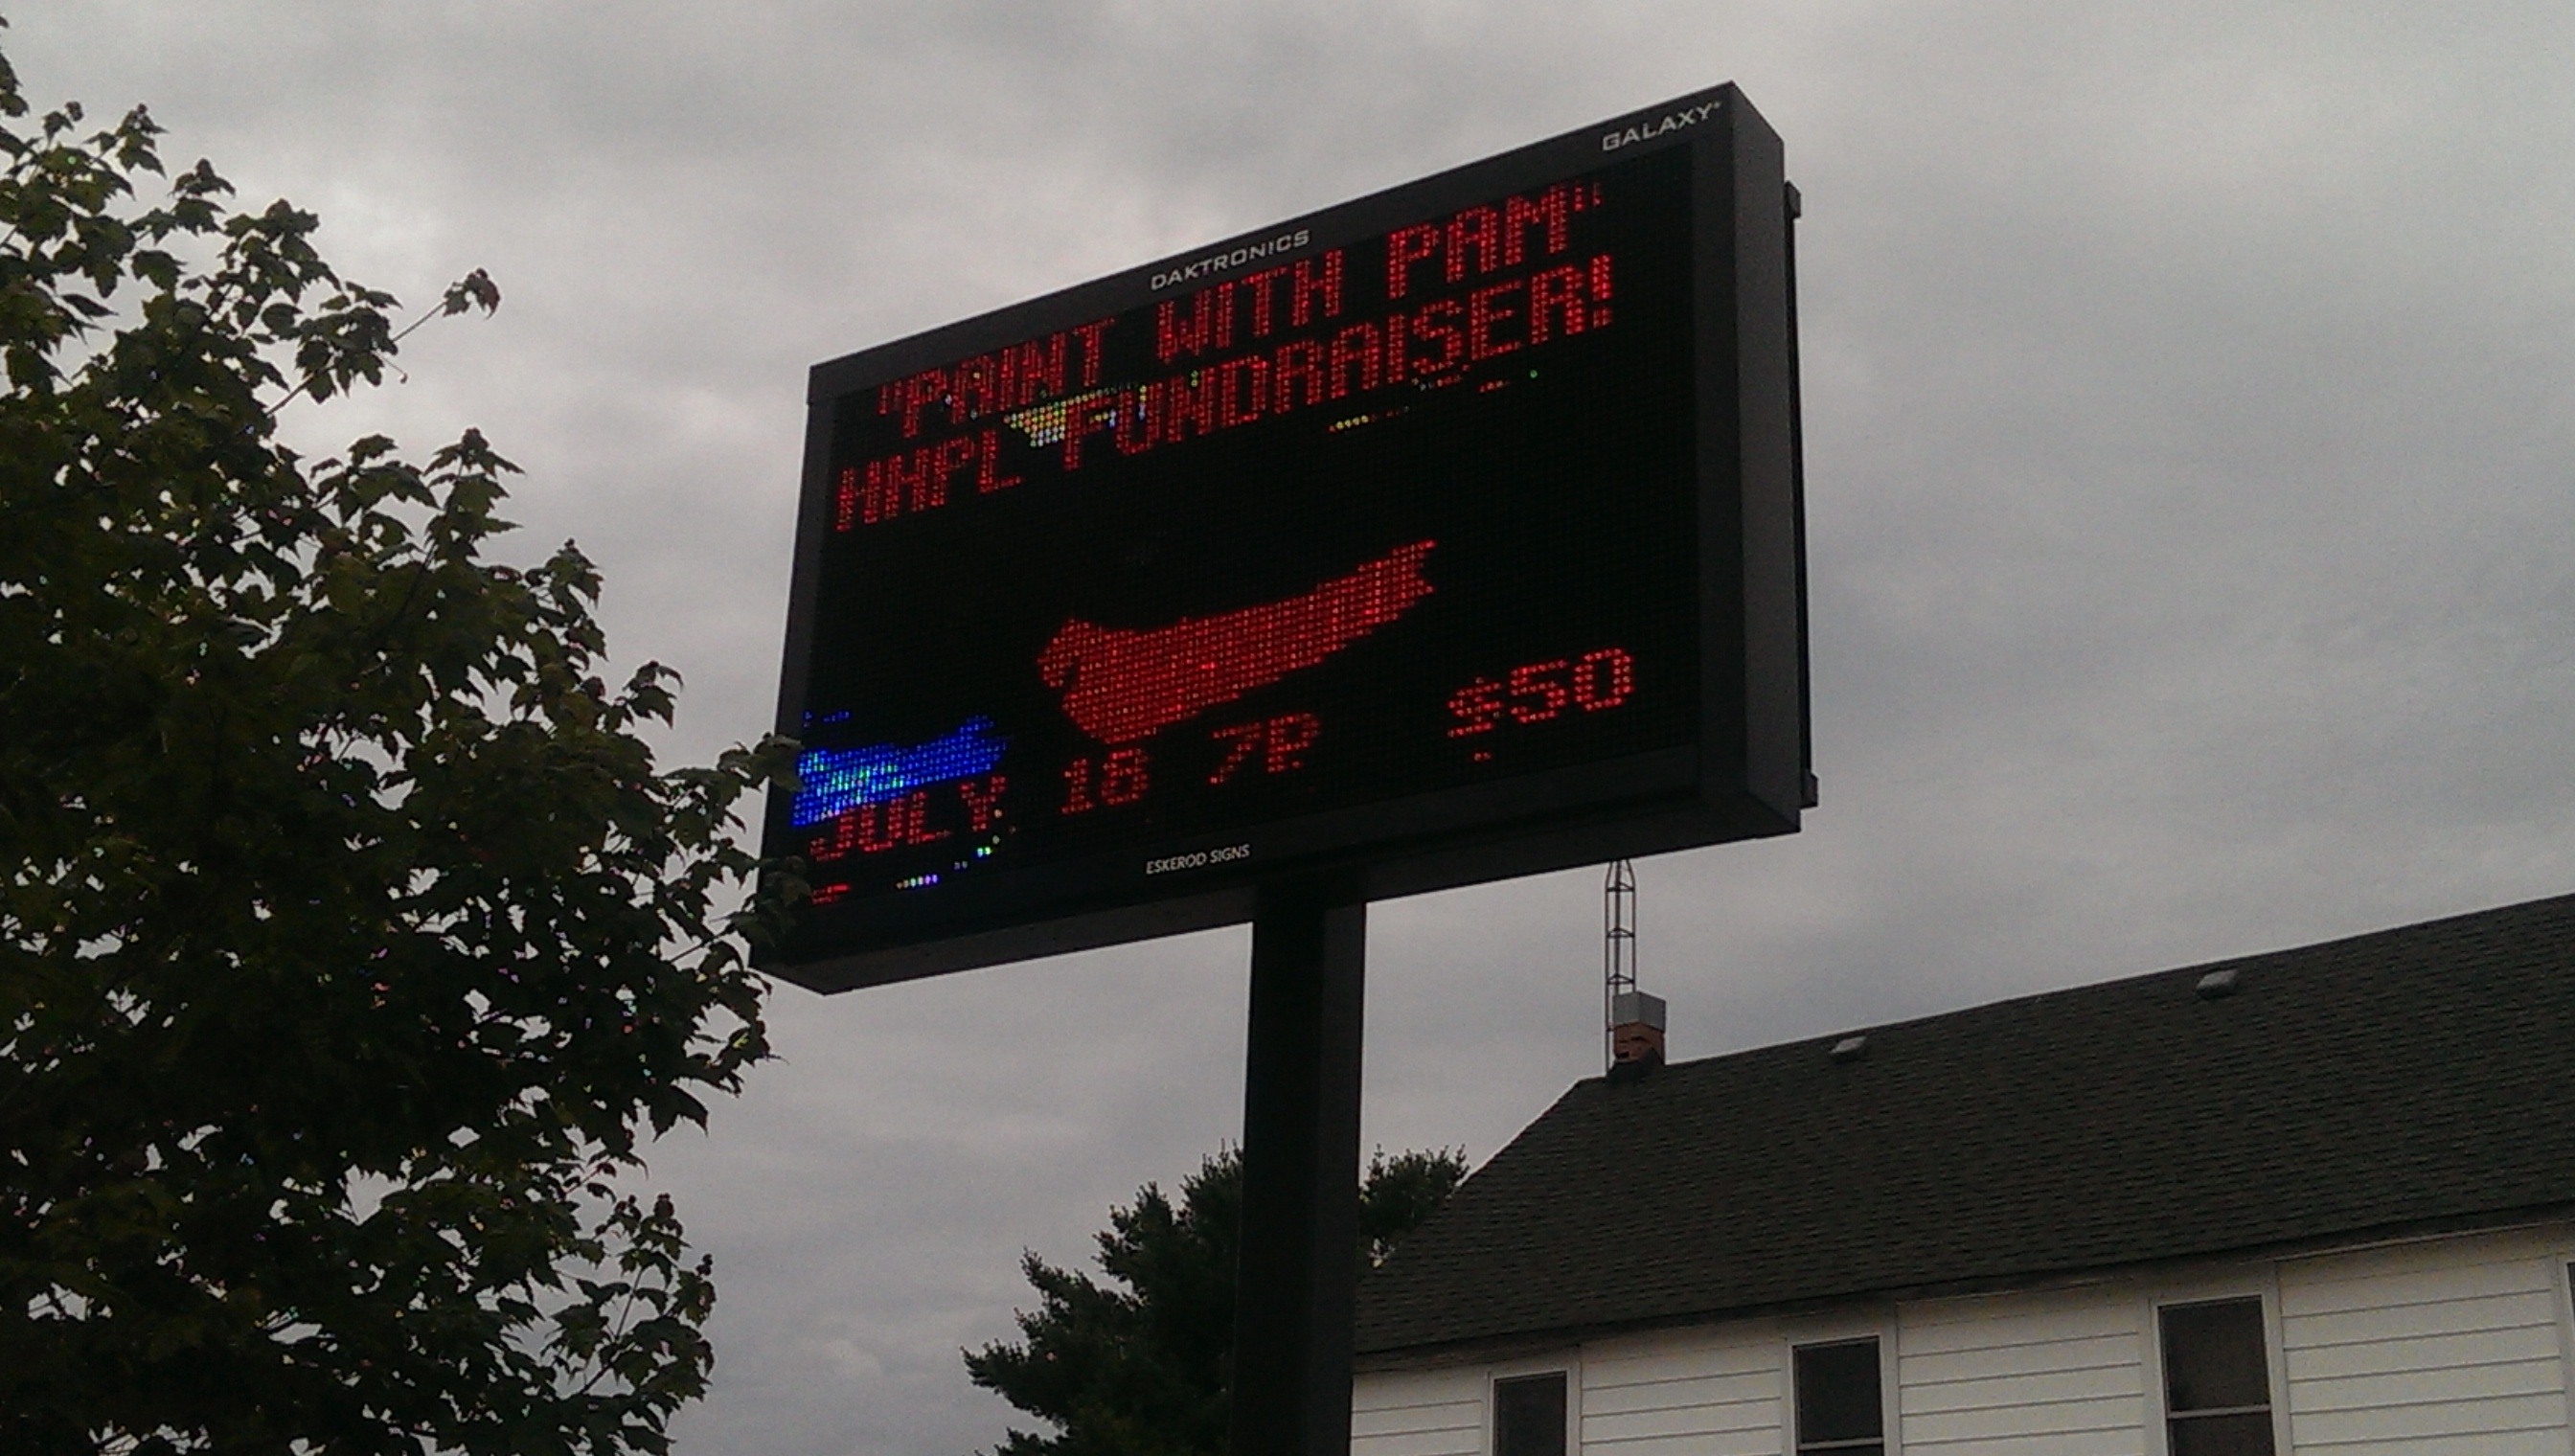 GALAXY®
DAKTRONICS
"PAINT WITH PAM"
HHPL FUNDRAISER!
JULY 18 7P $50
ESKEROD SIGNS